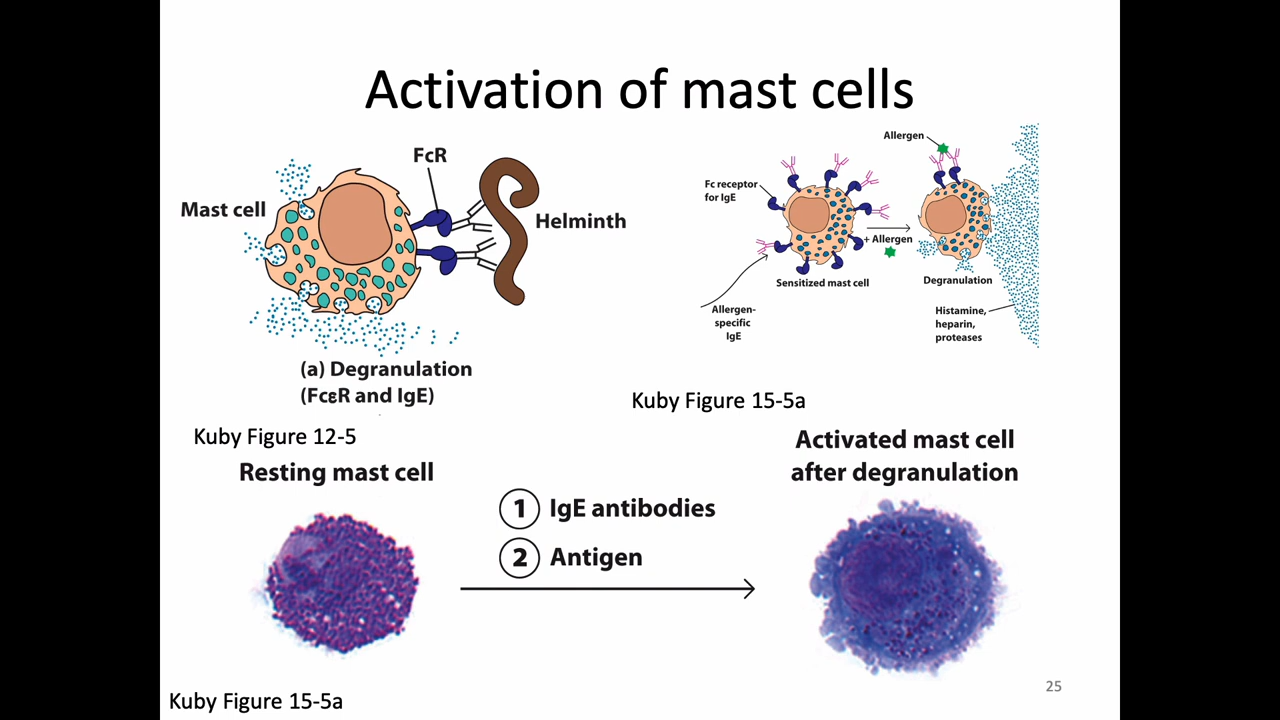 Activation of mast cells
FcR
Mast cell
Helminth
(a) Degranulation
(FcεR and IgE)
Kuby Figure 12-5
Allergen
Fc receptor
for IgE
+ Allergen
Sensitized mast cell
Degranulation
Allergen-
specific
IgE
Histamine,
heparin,
proteases
Kuby Figure 15-5a
Resting mast cell
1 IgE antibodies
2 Antigen
Activated mast cell
after degranulation
Kuby Figure 15-5a
25